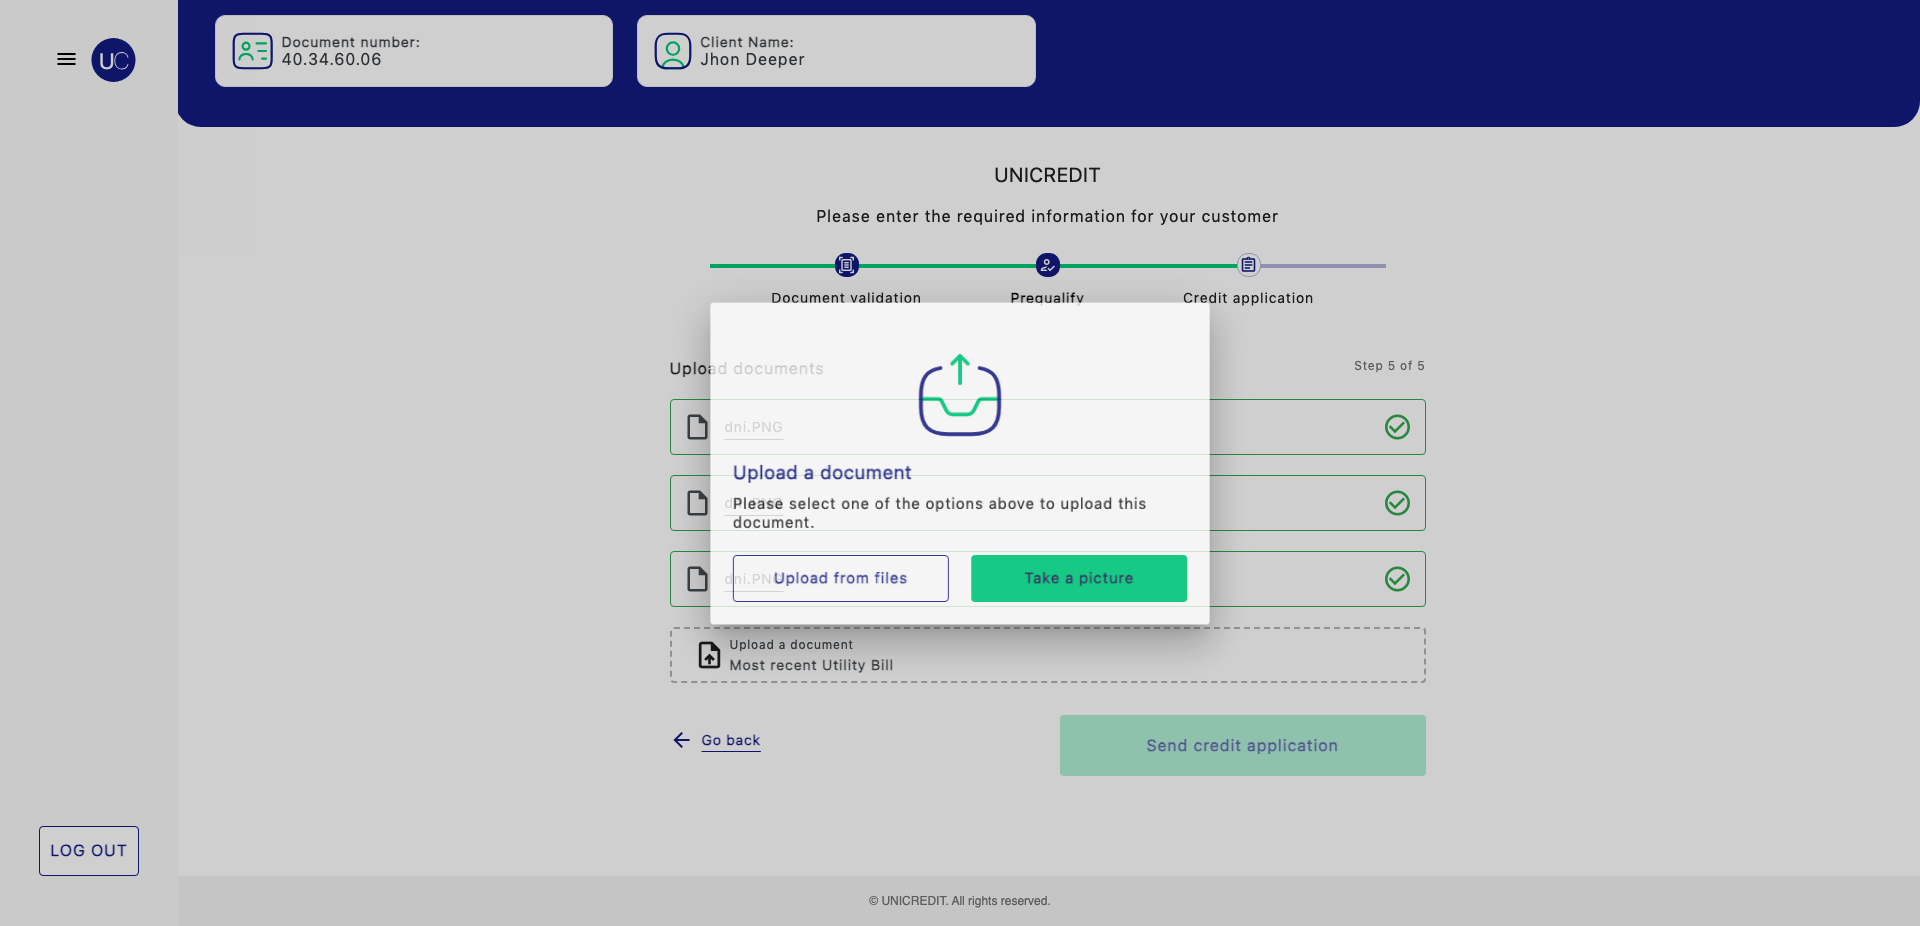 UC
Document number:
40.34.60.06
Client Name:
Jhon Deeper
UNICREDIT
Please enter the required information for your customer
Document validation
Prequalify
Credit application
Upload documents
Step 5 of 5
dni.PNG
dni.PNG
dni.PNG
Upload a document
Please select one of the options above to upload this
document.
Upload from files
Take a picture
Upload a document
Most recent Utility Bill
Go back
Send credit application
LOG OUT
© UNICREDIT. All rights reserved.